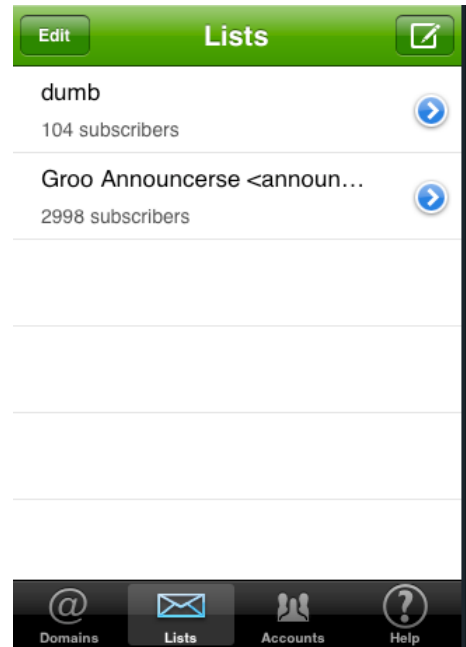 Edit
Lists
dumb
104 subscribers
Groo Announcerse <announ...
2998 subscribers
@
Domains
Lists
Accounts
?
Help